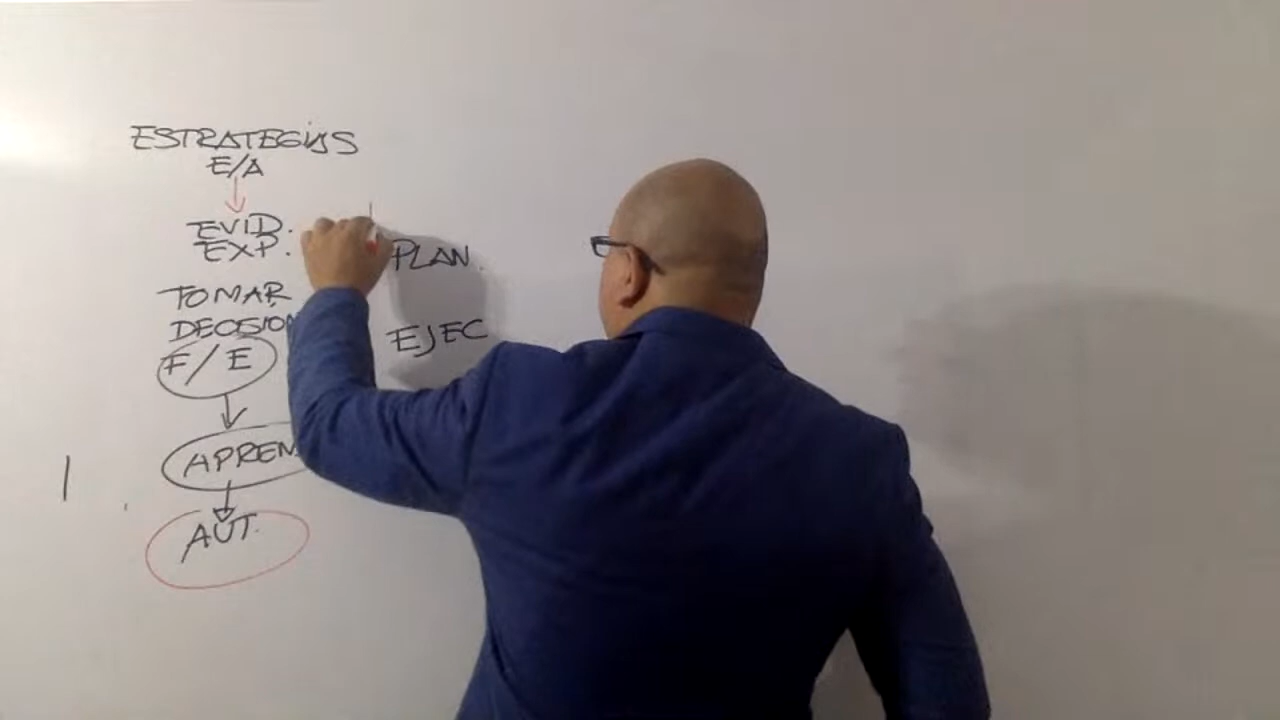 ESTRATEGIAS
E/A
EVID.
EXP.
TOMAR
DECISION
F/E
APREN
AUT.
PLAN.
EJEC